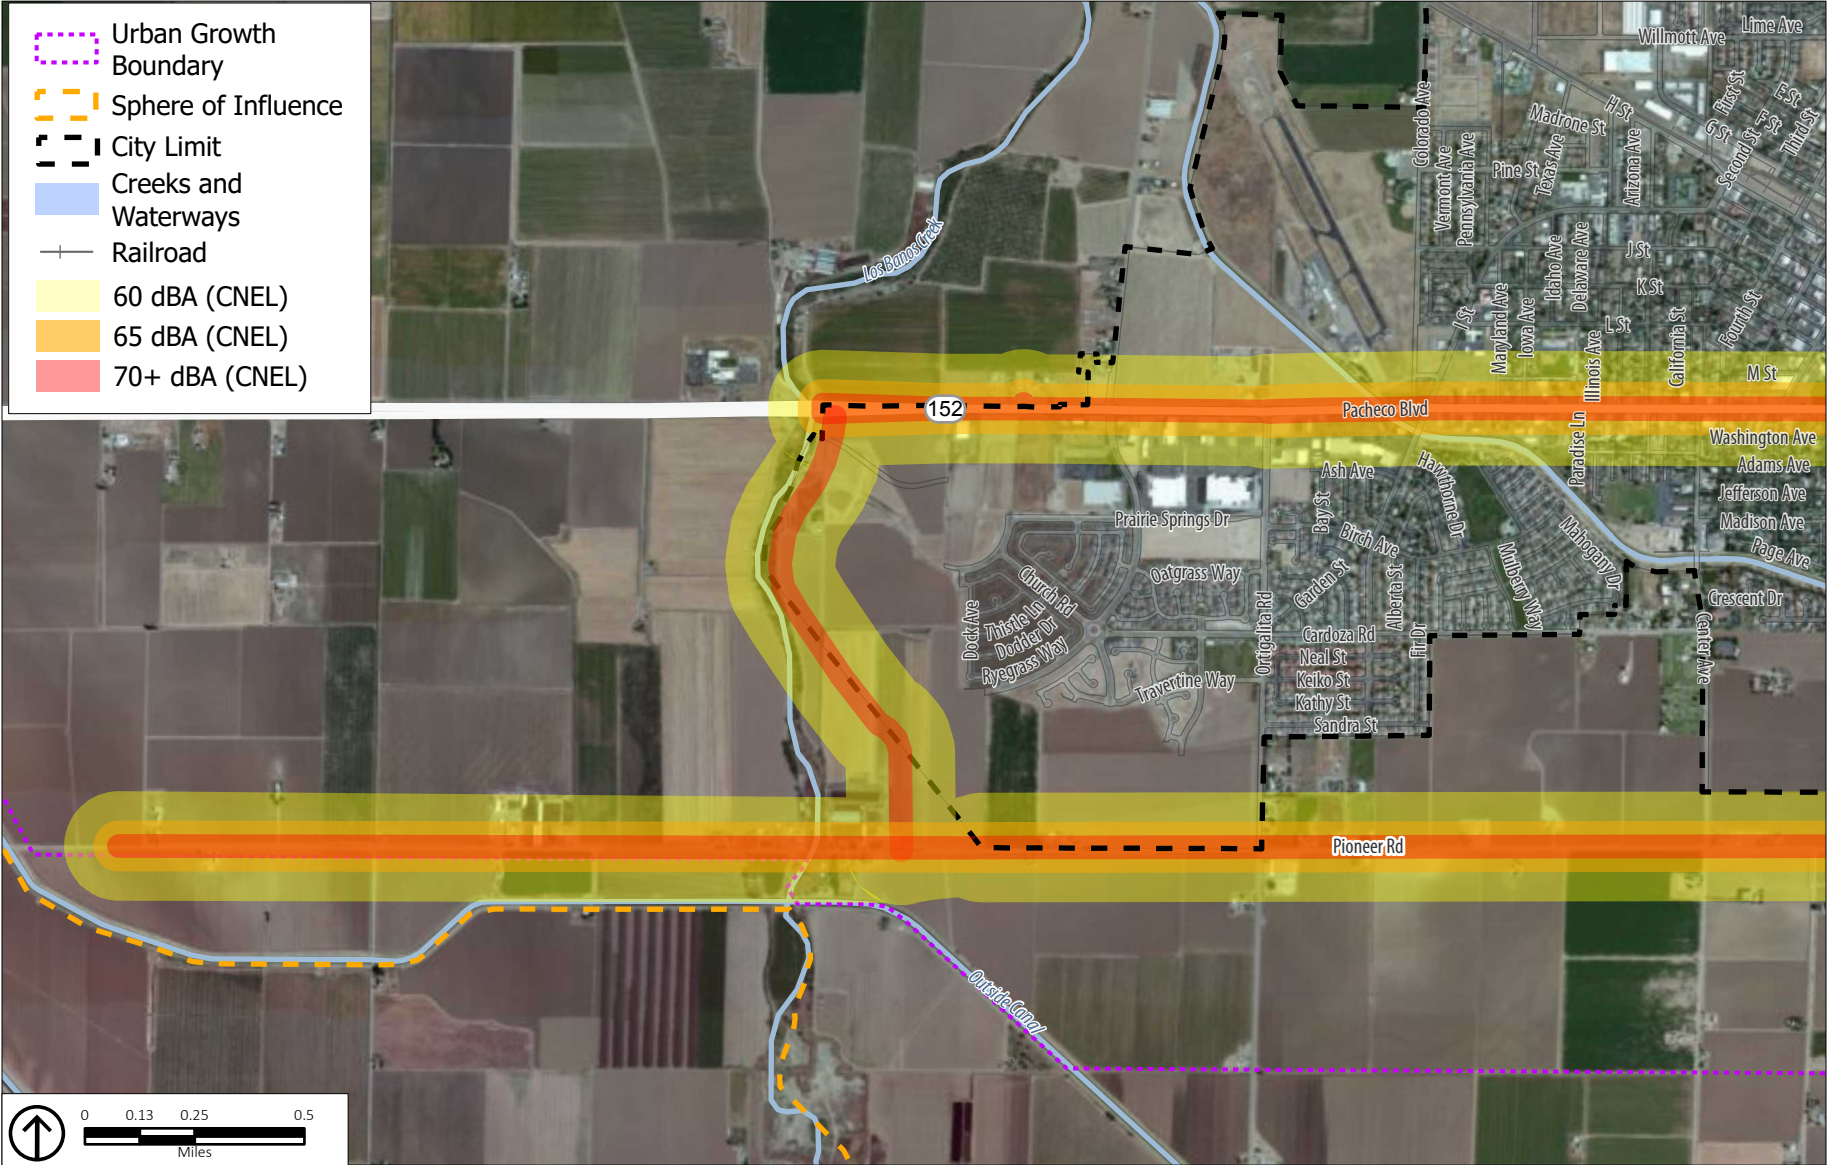 Urban Growth
Boundary
Sphere of Influence
City Limit
Creeks and
Waterways
Railroad
60 dBA (CNEL)
65 dBA (CNEL)
70+ dBA (CNEL)
Lime Ave
Willmott Ave
First St
E St
F St
G St
H St
Third St
Second St
Madrone St
Colorado Ave
Vermont Ave
Pennsylvania Ave
Pine St
Texas Ave
Arizona Ave
Los Banos Creek
J St
Idaho Ave
Delaware Ave
K St
J St
Maryland Ave
Iowa Ave
L St
Fourth St
Illinois Ave
California St
M St
152
Pacheco Blvd
Paradise Ln
Washington Ave
Adams Ave
Jefferson Ave
Madison Ave
Page Ave
Ash Ave
Hawthorne Dr
Bay St
Birch Ave
Mahogany Dr
Mulberry Way
Prairie Springs Dr
Oatgrass Way
Garden St
Alberta St
Crescent Dr
Church Rd
Thistle Ln
Dodder Dr
Ryegrass Way
Dock Ave
Ortigalita Rd
Cardoza Rd
Neal St
Keiko St
Kathy St
Sandra St
Fir Dr
Center Ave
Travertine Way
Pioneer Rd
Outside Canal
0 0.13 0.25 0.5
Miles